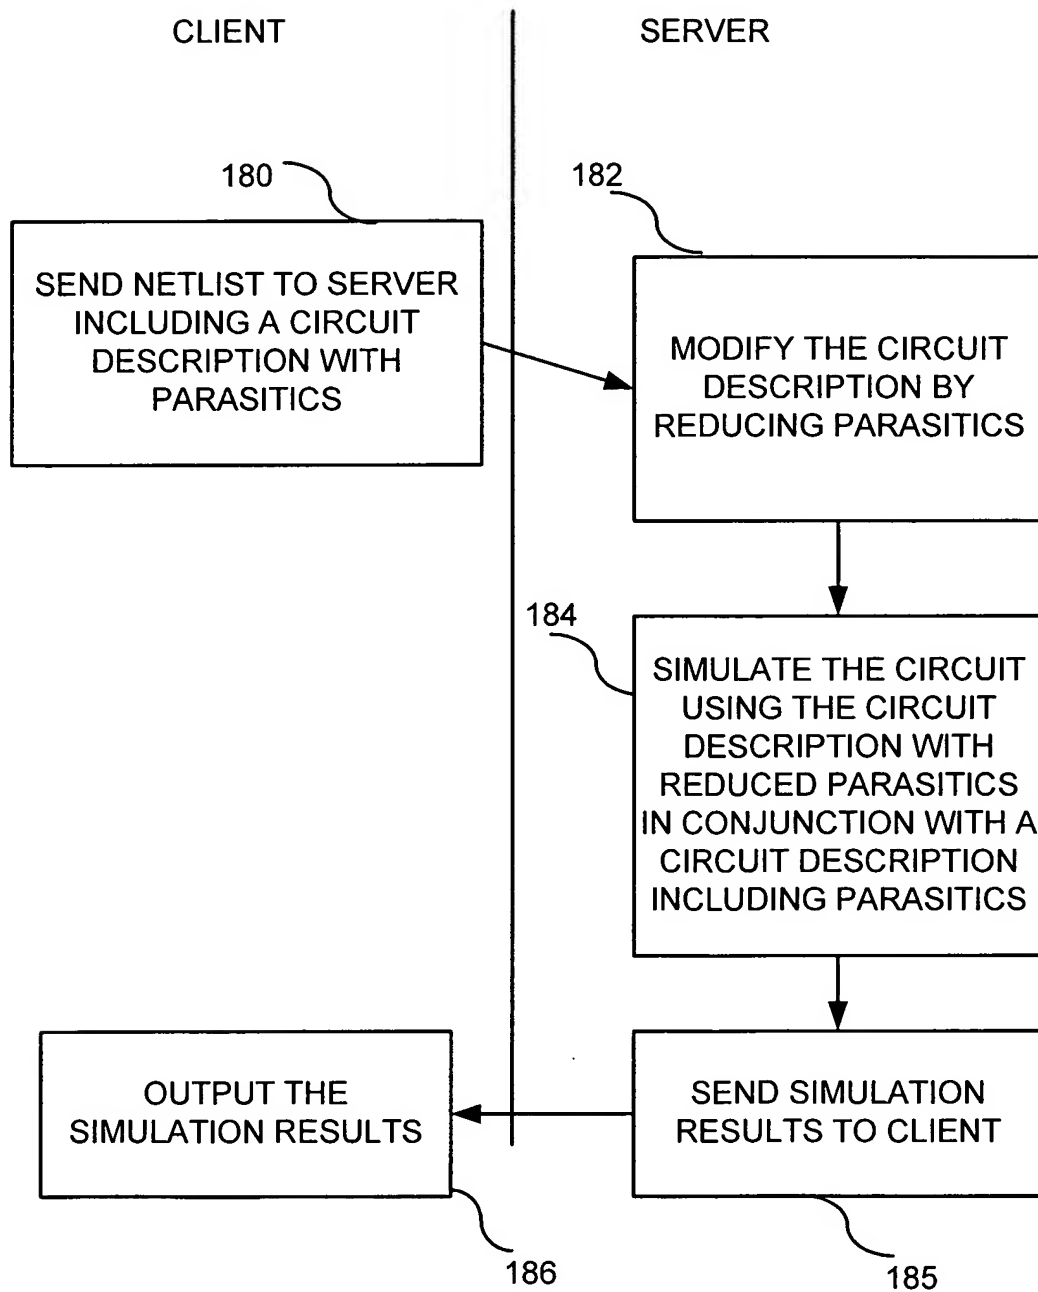 CLIENT
SERVER
180
182
SEND NETLIST TO SERVER
INCLUDING A CIRCUIT
DESCRIPTION WITH
PARASITICS
MODIFY THE CIRCUIT
DESCRIPTION BY
REDUCING PARASITICS
184
SIMULATE THE CIRCUIT
USING THE CIRCUIT
DESCRIPTION WITH
REDUCED PARASITICS
IN CONJUNCTION WITH A
CIRCUIT DESCRIPTION
INCLUDING PARASITICS
OUTPUT THE
SIMULATION RESULTS
SEND SIMULATION
RESULTS TO CLIENT
186
185